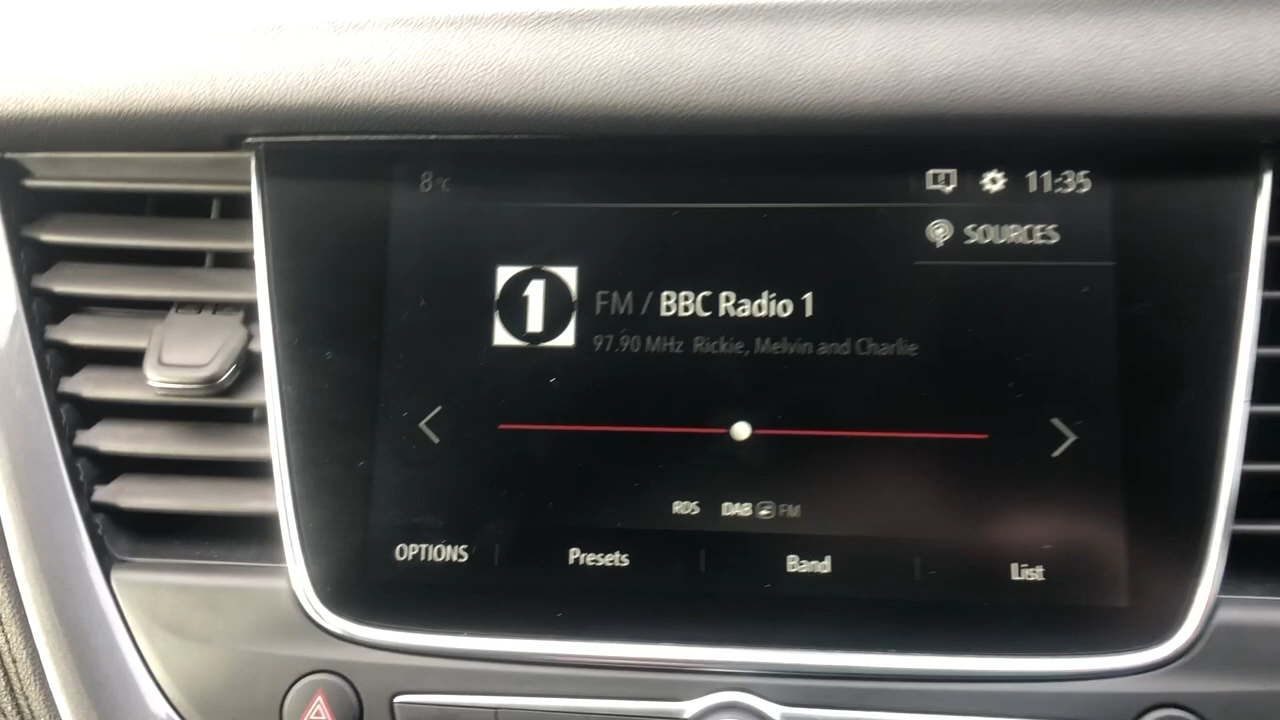 8°C 11:35
SOURCES
1
FM / BBC Radio 1
97.90 MHz Rickie, Melvin and Charlie
RDS DAB FM
OPTIONS Presets Band List